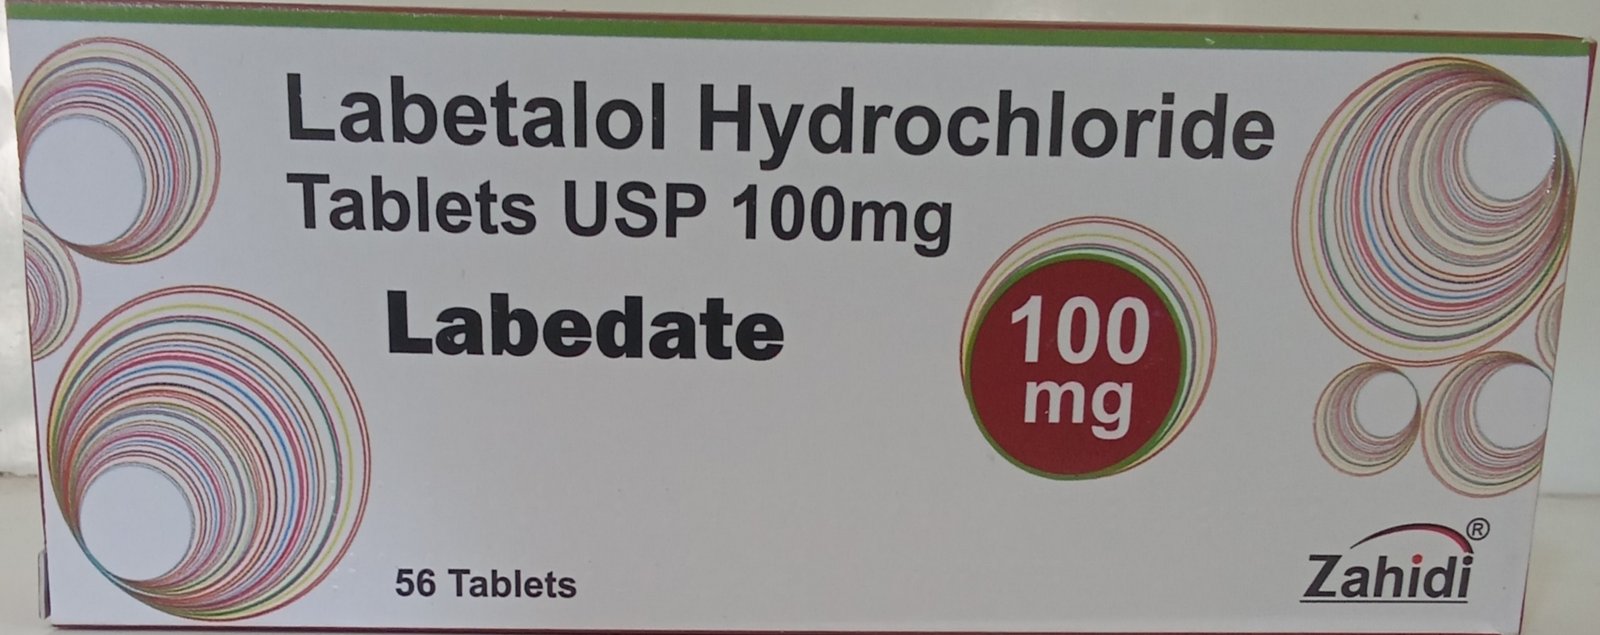 Labetalol Hydrochloride
Tablets USP 100mg
Labedate
100
mg
56 Tablets
Zahidi®